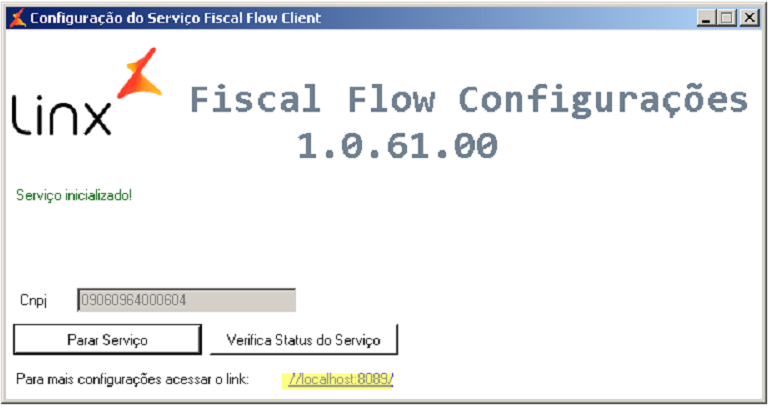 Configuração do Serviço Fiscal Flow Client
Linx
Fiscal Flow Configurações
1.0.61.00
Serviço inicializado!
Cnpj 09060964000604
Parar Serviço Verifica Status do Serviço
Para mais configurações acessar o link: //localhost:8089/